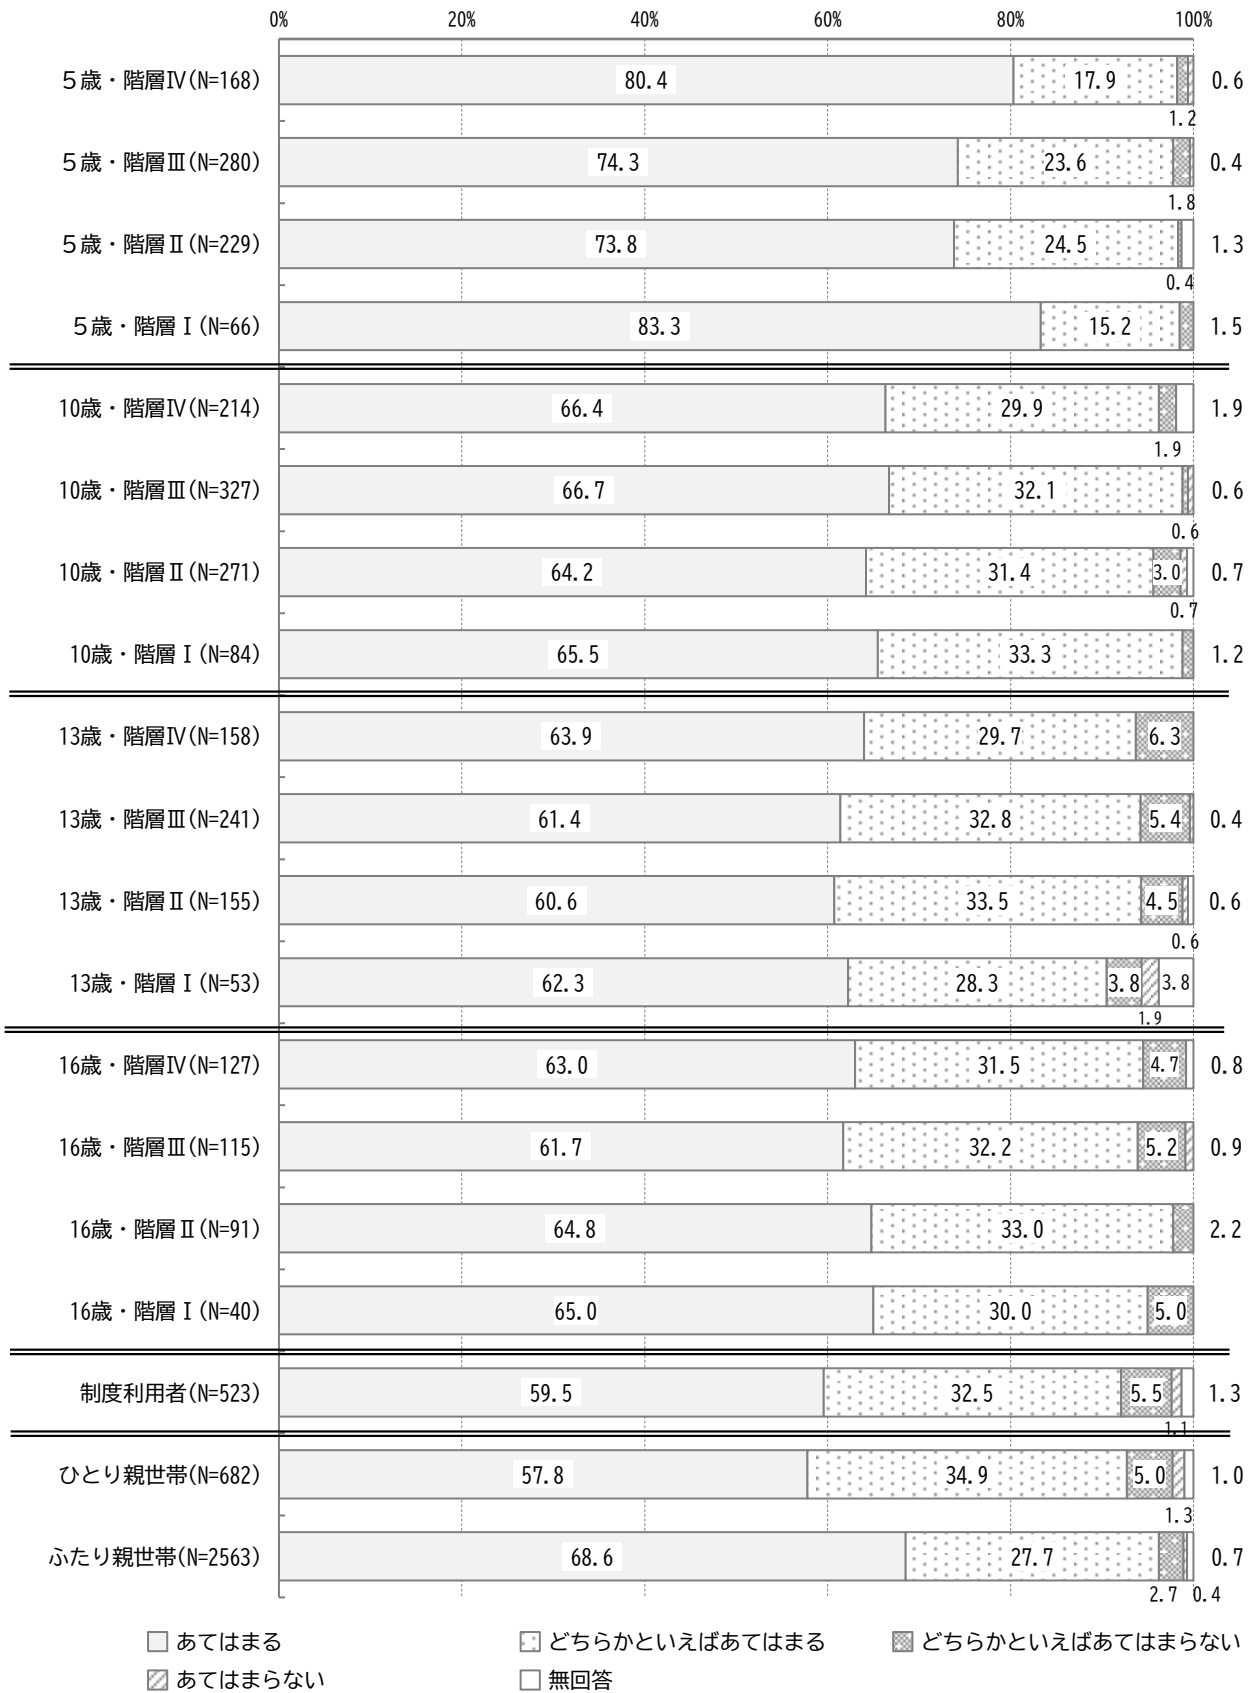 0% 20% 40% 60% 80% 100%
5歳・階層Ⅳ(N=168) 80.4 17.9 0.6
1.2
5歳・階層Ⅲ(N=280) 74.3 23.6 0.4
1.8
5歳・階層Ⅱ(N=229) 73.8 24.5 1.3
0.4
5歳・階層Ⅰ(N=66) 83.3 15.2 1.5
10歳・階層Ⅳ(N=214) 66.4 29.9 1.9
1.9
10歳・階層Ⅲ(N=327) 66.7 32.1 0.6
0.6
10歳・階層Ⅱ(N=271) 64.2 31.4 3.0 0.7
0.7
10歳・階層Ⅰ(N=84) 65.5 33.3 1.2
13歳・階層Ⅳ(N=158) 63.9 29.7 6.3
13歳・階層Ⅲ(N=241) 61.4 32.8 5.4 0.4
13歳・階層Ⅱ(N=155) 60.6 33.5 4.5 0.6
0.6
13歳・階層Ⅰ(N=53) 62.3 28.3 3.8 3.8
1.9
16歳・階層Ⅳ(N=127) 63.0 31.5 4.7 0.8
16歳・階層Ⅲ(N=115) 61.7 32.2 5.2 0.9
16歳・階層Ⅱ(N=91) 64.8 33.0 2.2
16歳・階層Ⅰ(N=40) 65.0 30.0 5.0
制度利用者(N=523) 59.5 32.5 5.5 1.3
1.1
ひとり親世帯(N=682) 57.8 34.9 5.0 1.0
1.3
ふたり親世帯(N=2563) 68.6 27.7 0.7
2.7 0.4
あてはまる どちらかといえばあてはまる どちらかといえばあてはまらない
あてはまらない 無回答